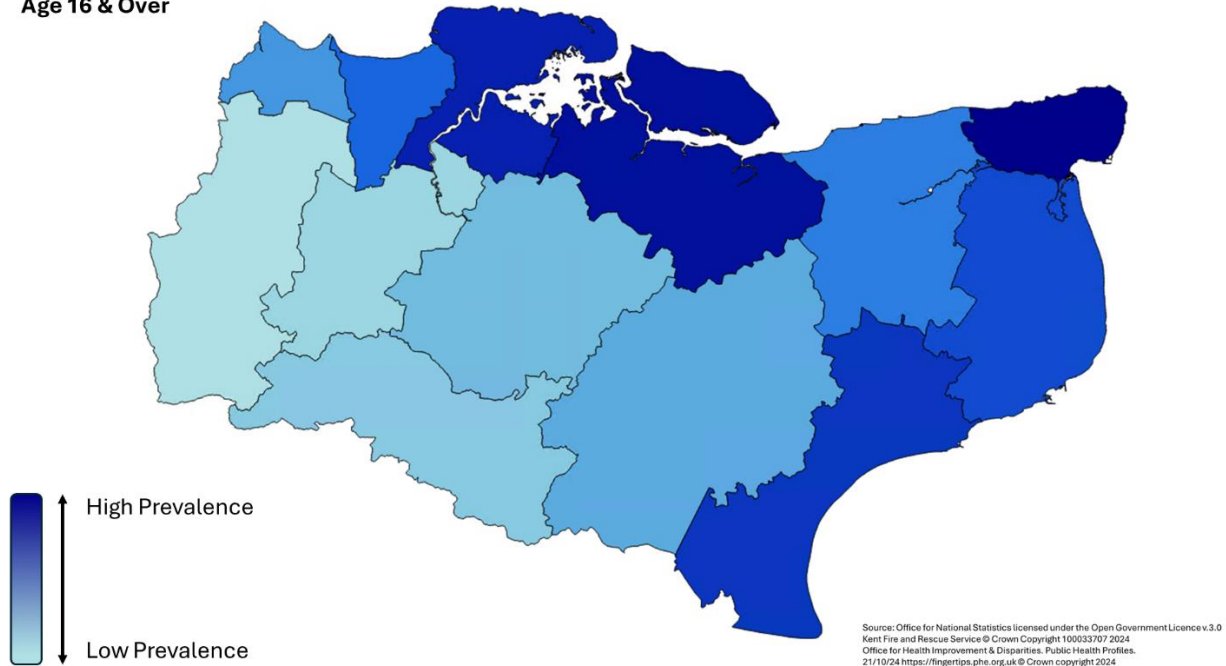 Age 16 & Over
High Prevalence
Low Prevalence
Source: Office for National Statistics licensed under the Open Government Licence v.3.0
Kent Fire and Rescue Service © Crown Copyright 100033707 2024
Office for Health Improvement & Disparities. Public Health Profiles.
21/10/24 https://fingertips.phe.org.uk © Crown copyright 2024